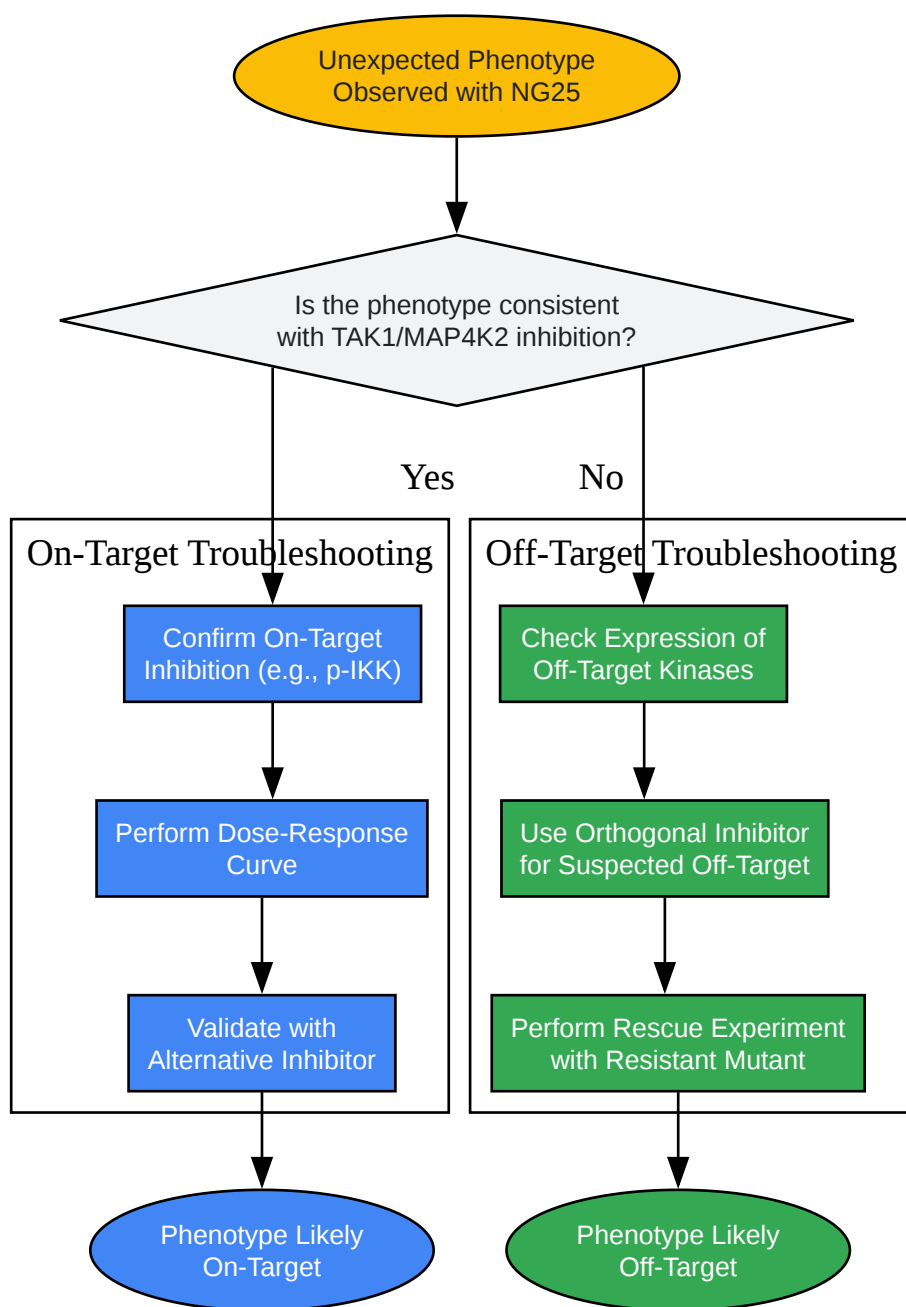 Unexpected Phenotype
Observed with NG25
Is the phenotype consistent
with TAK1/MAP4K2 inhibition?
Yes
No
On-Target Troubleshooting
Confirm On-Target
Inhibition (e.g., p-IKK)
Perform Dose-Response
Curve
Validate with
Alternative Inhibitor
Phenotype Likely
On-Target
Off-Target Troubleshooting
Check Expression of
Off-Target Kinases
Use Orthogonal Inhibitor
for Suspected Off-Target
Perform Rescue Experiment
with Resistant Mutant
Phenotype Likely
Off-Target